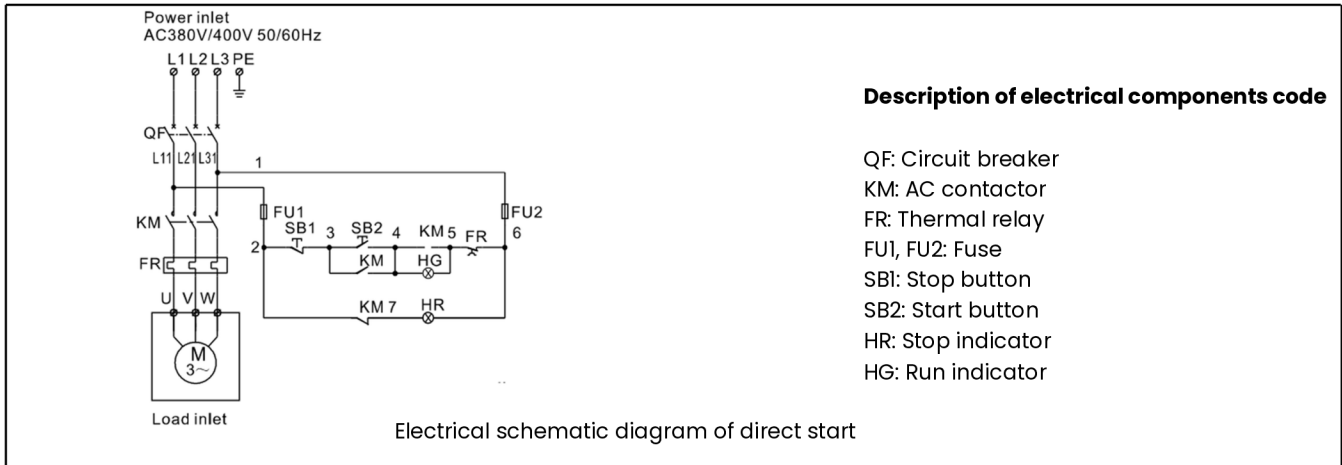 Power inlet
AC380V/400V 50/60Hz
L1 L2 L3 PE
QF
L11 L21 L31
1
KM
FU1
FU2
SB1 3 SB2 4 KM 5 FR 6
2
KM HG
FR
U V W
KM 7 HR
M
3~
Load inlet
Electrical schematic diagram of direct start
Description of electrical components code
QF: Circuit breaker
KM: AC contactor
FR: Thermal relay
FU1, FU2: Fuse
SB1: Stop button
SB2: Start button
HR: Stop indicator
HG: Run indicator